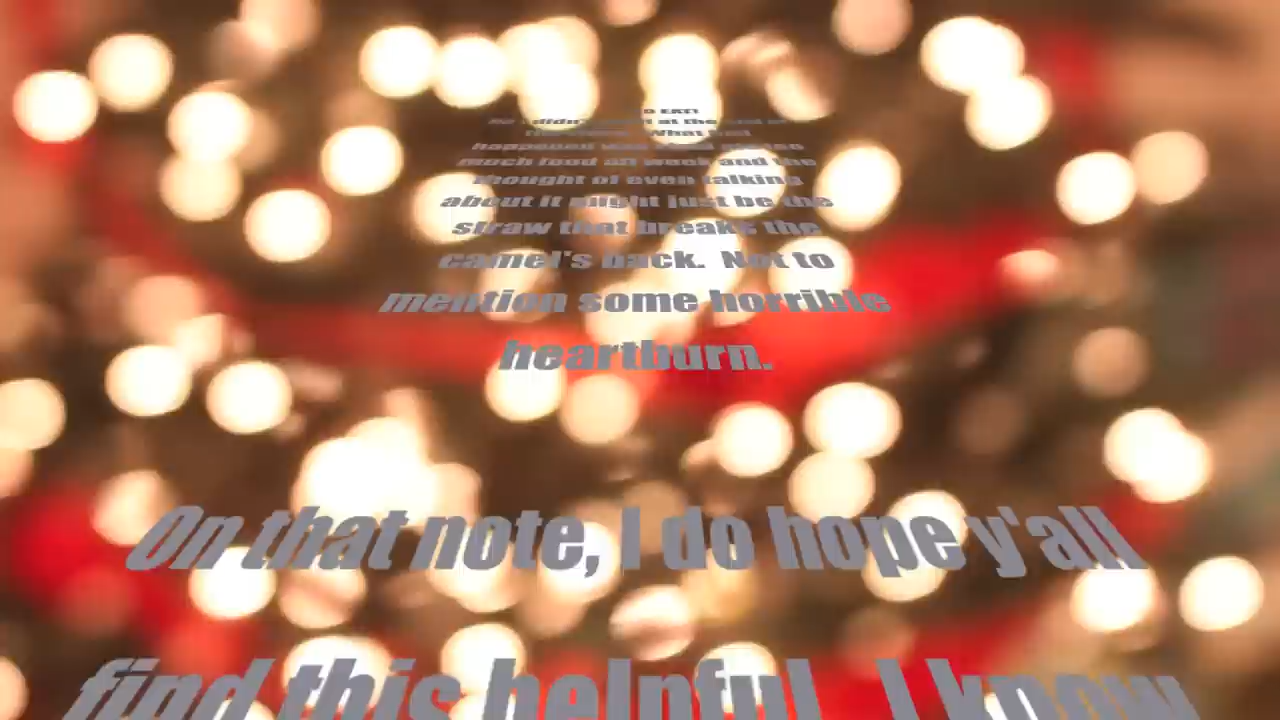 happened was
much food all week and the
thought of even talking
about it might just be the
straw that breaks the
camel's back. Not to
mention some horrible
heartburn.
On that note, I do hope y'all
find this helpful. I know